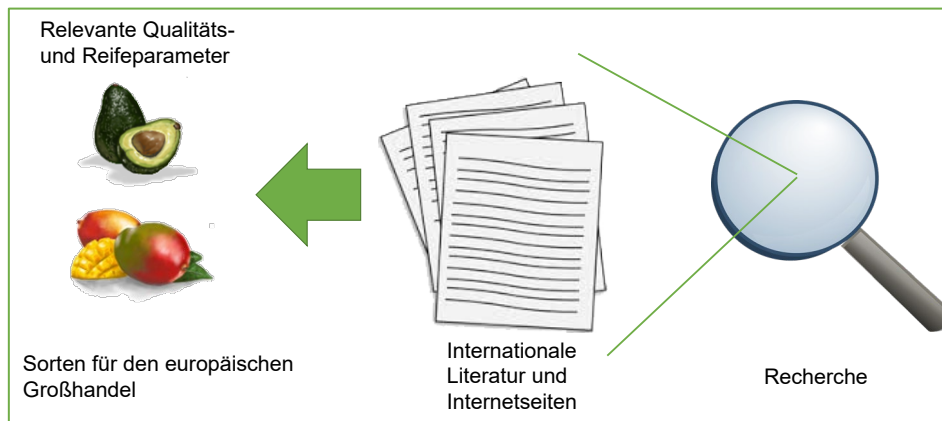 Relevante Qualitäts-
und Reifeparameter
Sorten für den europäischen
Großhandel
Internationale
Literatur und
Internetseiten
Recherche